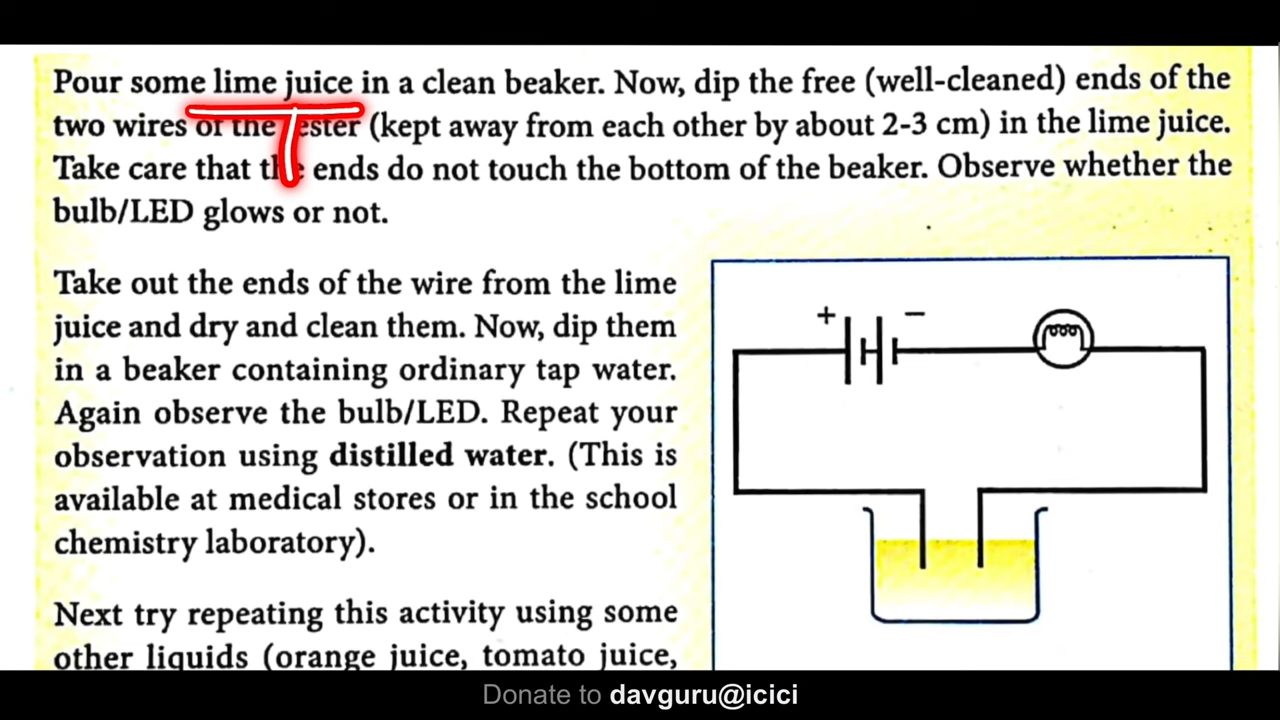 Pour some lime juice in a clean beaker. Now, dip the free (well-cleaned) ends of the
two wires of the tester (kept away from each other by about 2-3 cm) in the lime juice.
Take care that the ends do not touch the bottom of the beaker. Observe whether the
bulb/LED glows or not.
Take out the ends of the wire from the lime
juice and dry and clean them. Now, dip them
in a beaker containing ordinary tap water.
Again observe the bulb/LED. Repeat your
observation using distilled water. (This is
available at medical stores or in the school
chemistry laboratory).
Next try repeating this activity using some
other liquids (orange juice, tomato juice,
+ −
Donate to davguru@icici